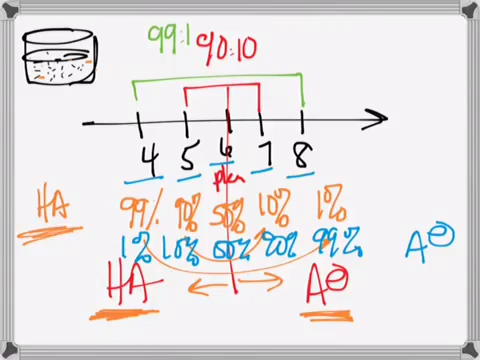 99:1
90:10
4 5 6 7 8
pKa
HA 99% 90% 50% 10% 1%
1% 10% 50% 90% 99% A⊖
HA ← → A⊖